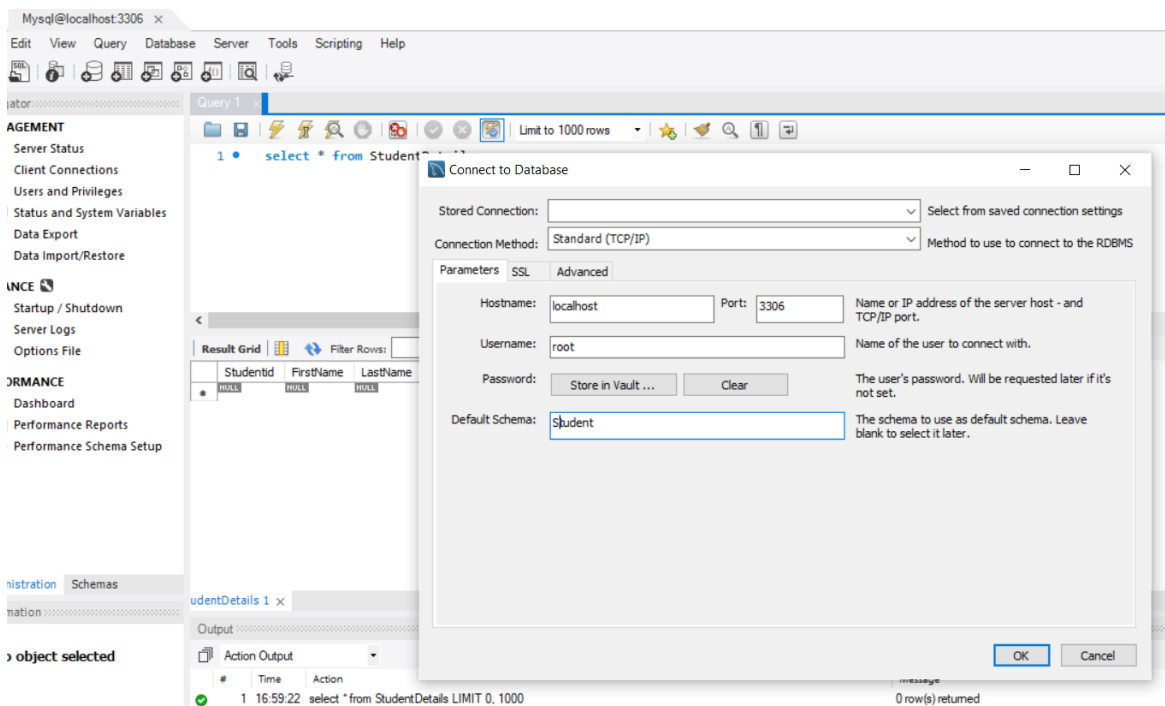 Mysql@localhost:3306 ×
Edit View Query Database Server Tools Scripting Help
SQL
Query 1
AGEMENT
Server Status
Client Connections
Users and Privileges
Status and System Variables
Data Export
Data Import/Restore
ANCE
Startup / Shutdown
Server Logs
Options File
ORMANCE
Dashboard
Performance Reports
Performance Schema Setup
Schemas
Limit to 1000 rows
1 select * from StudentDetails
Result Grid Filter Rows:
Studentid FirstName LastName
NULL NULL NULL
udentDetails 1 ×
Output
Action Output
# Time Action Message
1 16:59:22 select * from StudentDetails LIMIT 0, 1000 0 row(s) returned
object selected
Connect to Database
Stored Connection: Select from saved connection settings
Connection Method: Standard (TCP/IP) Method to use to connect to the RDBMS
Parameters SSL Advanced
Hostname: localhost Port: 3306 Name or IP address of the server host - and
TCP/IP port.
Username: root Name of the user to connect with.
Password: Store in Vault ... Clear The user's password. Will be requested later if it's
not set.
Default Schema: Student The schema to use as default schema. Leave
blank to select it later.
OK Cancel